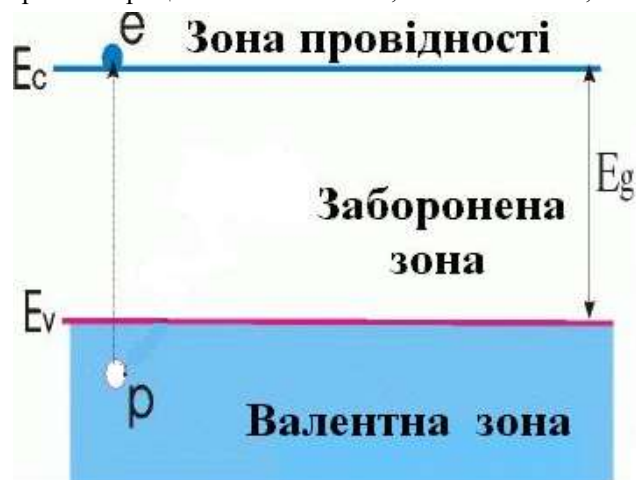 e Зона провідності
Ec
Eg
Заборонена
зона
Ev
p
Валентна зона